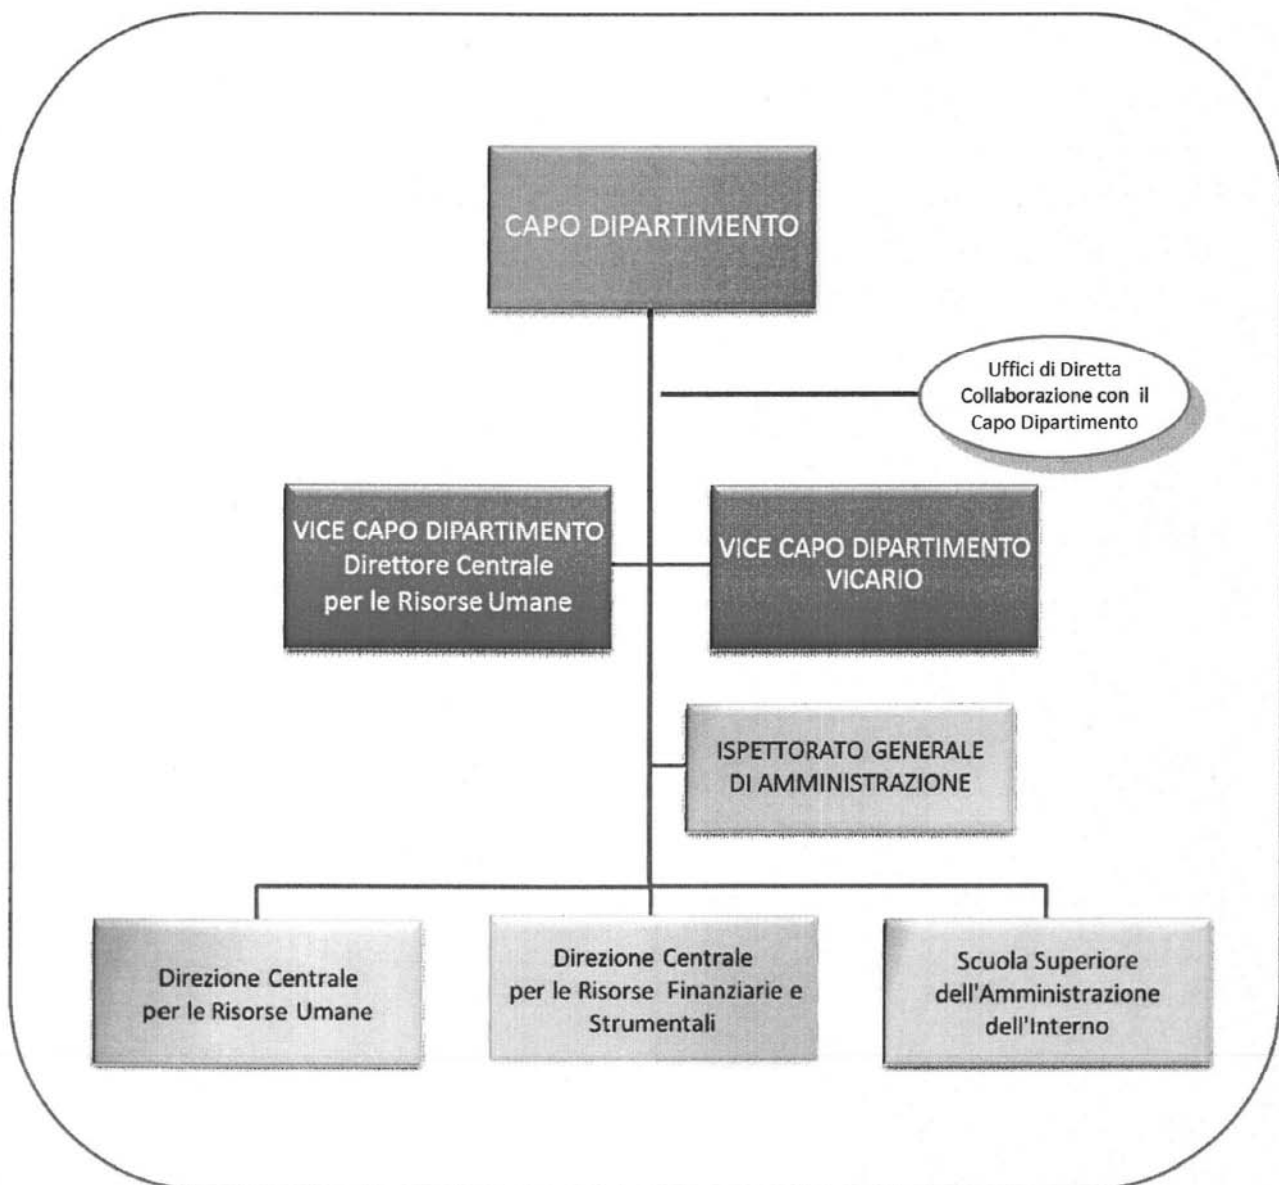 CAPO DIPARTIMENTO
Uffici di Diretta
Collaborazione con il
Capo Dipartimento
VICE CAPO DIPARTIMENTO
Direttore Centrale
per le Risorse Umane
VICE CAPO DIPARTIMENTO
VICARIO
ISPETTORATO GENERALE
DI AMMINISTRAZIONE
Direzione Centrale
per le Risorse Umane
Direzione Centrale
per le Risorse Finanziarie e
Strumentali
Scuola Superiore
dell'Amministrazione
dell'Interno